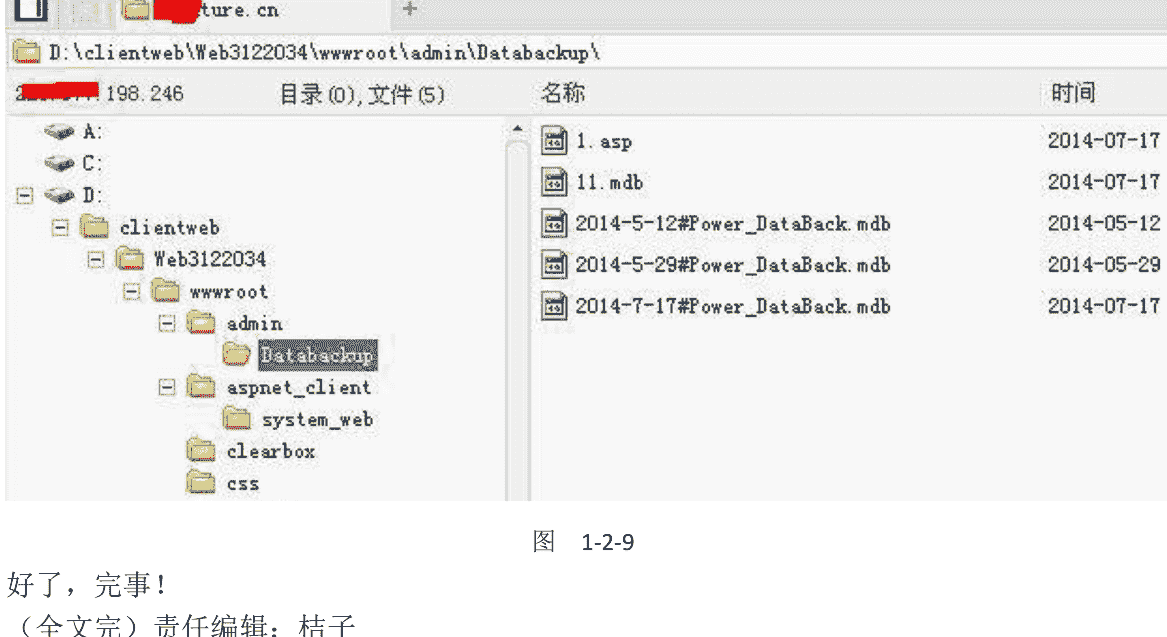 ture.cn
D:\clientweb\Web3122034\wwwroot\admin\Databackup\
198.246 目录(0),文件(5) 名称 时间
A:
C:
D:
clientweb
Web3122034
wwwroot
admin
Databackup
aspnet_client
system_web
clearbox
css
1.asp 2014-07-17
11.mdb 2014-07-17
2014-5-12#Power_DataBack.mdb 2014-05-12
2014-5-29#Power_DataBack.mdb 2014-05-29
2014-7-17#Power_DataBack.mdb 2014-07-17
图 1-2-9
好了，完事！
（全文完）责任编辑：桔子